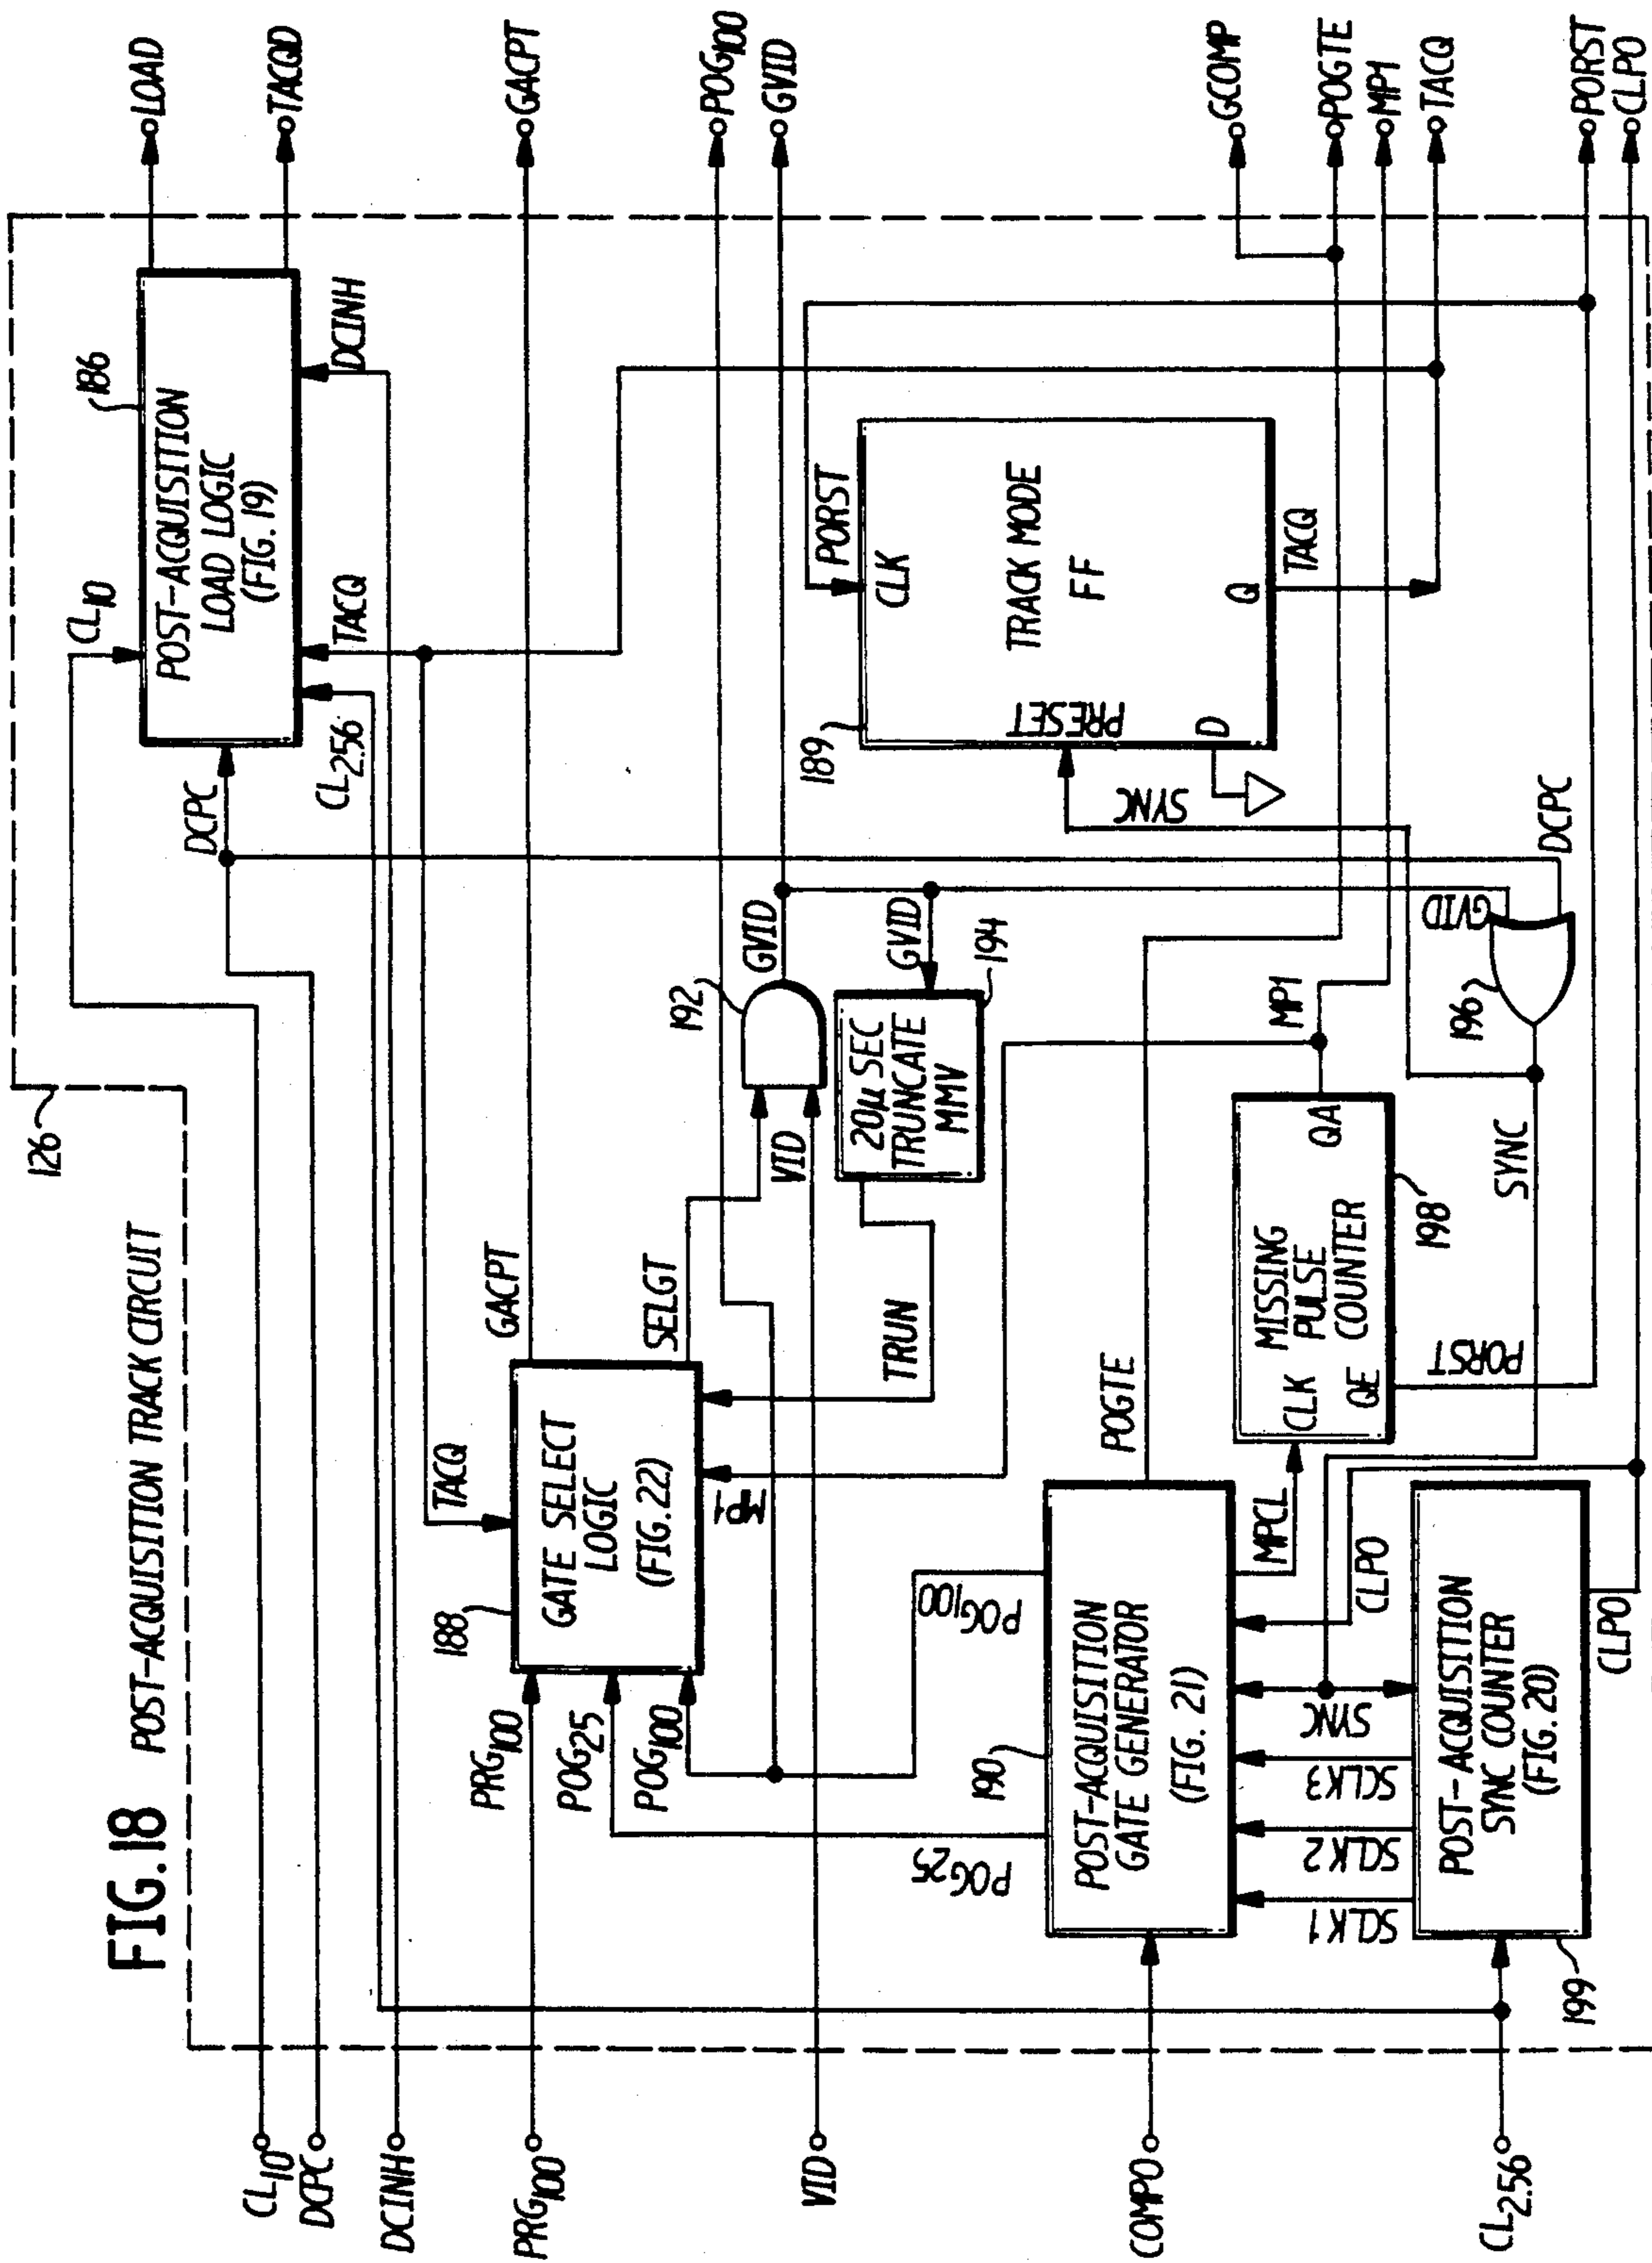 FIG. 18
POST-ACQUISITION TRACK CIRCUIT
126
CL10
DCPC
DCINH
PRG100
VID
COMPO
CL2.56
LOAD
TACQD
GACPT
POG100
GVID
GCOMP
POGTE
MP1
TACQ
PORST
CLPO
186
CL10
POST-ACQUISITION
LOAD LOGIC
(FIG. 19)
DCPC
CL2.56
TACQ
DCINH
188
TACQ
GATE SELECT
LOGIC
(FIG. 22)
PRG100
POG25
POG100
GACPT
SELGT
MP1
TRUN
192
VID
GVID
GVID
194
20μ SEC
TRUNCATE
MMV
189
PORST
CLK
TRACK MODE
FF
PRESET
D
Q
SYNC
TACQ
190
POG25
POG100
POST-ACQUISITION
GATE GENERATOR
(FIG. 21)
POGTE
MPCL
CLPO
SCLK1
SCLK2
SCLK3
SYNC
MISSING
PULSE
COUNTER
CLK
QE
QA
198
MP1
PORST
196
GVID
DCPC
SYNC
199
POST-ACQUISITION
SYNC COUNTER
(FIG. 20)
CLPO